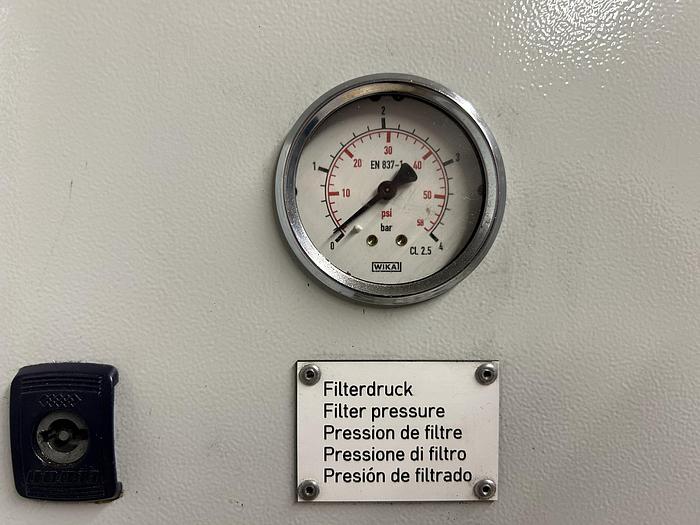 2
1
3
30
20
40
EN 837-1
10
50
psi
58
bar
0
4
CL 2.5
WIKA
Filterdruck
Filter pressure
Pression de filtre
Pressione di filtro
Presión de filtrado